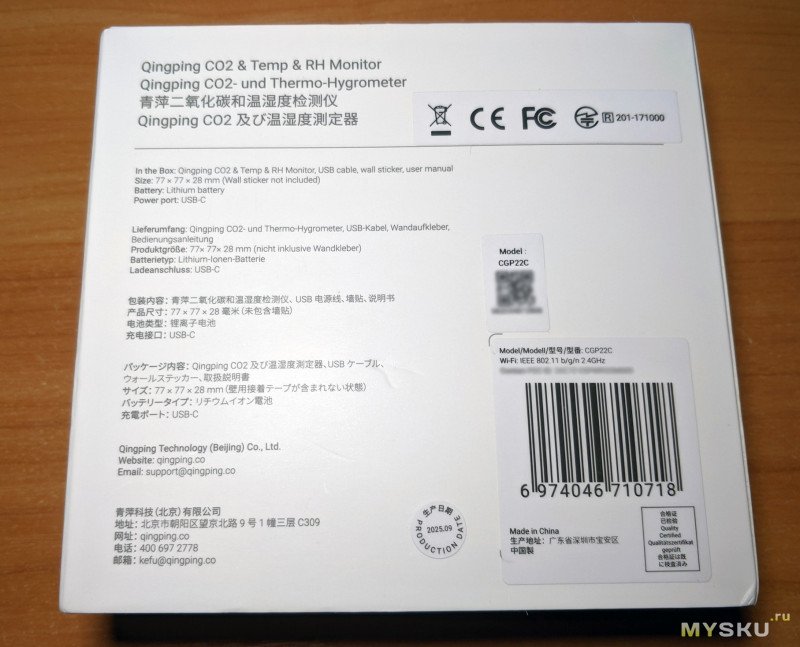 Qingping CO2 & Temp & RH Monitor
Qingping CO2- und Thermo-Hygrometer
青萍二氧化碳和温湿度检测仪
Qingping CO2 及び温湿度測定器
CE FC R 201-171000
In the Box: Qingping CO2 & Temp & RH Monitor, USB cable, wall sticker, user manual
Size: 77 × 77 × 28 mm (Wall sticker not included)
Battery: Lithium battery
Power port: USB-C
Lieferumfang: Qingping CO2- und Thermo-Hygrometer, USB-Kabel, Wandaufkleber,
Bedienungsanleitung
Produktgröße: 77× 77× 28 mm (nicht inklusive Wandkleber)
Batterietyp: Lithium-Ionen-Batterie
Ladeanschluss: USB-C
包装内容：青萍二氧化碳和温湿度检测仪、USB 电源线、墙贴、说明书
产品尺寸：77 × 77 × 28 毫米（未包含墙贴）
电池类型：锂离子电池
充电接口：USB-C
パッケージ内容：Qingping CO2 及び温湿度測定器、USB ケーブル、
ウォールステッカー、取扱説明書
サイズ：77 × 77 × 28 mm（壁用接着テープが含まれない状態）
バッテリータイプ：リチウムイオン電池
充電ポート：USB-C
Qingping Technology (Beijing) Co., Ltd.
Website: qingping.co
Email: support@qingping.co
青萍科技（北京）有限公司
地址：北京市朝阳区望京北路 9 号 1 幢三层 C309
网址：qingping.co
电话：400 697 2778
邮箱：kefu@qingping.co
生产日期
2025.09
PRODUCTION DATE
Model :
CGP22C
Model/Modell/型号/型番: CGP22C
Wi-Fi: IEEE 802.11 b/g/n 2.4GHz
6 974046 710718
Made in China
生产地址：广东省深圳市宝安区
中国製
合格证
已检验
Quality
Certified
Qualitätszertifikat
geprüft
合格証
は既に
検査済み
MYSKU.ru